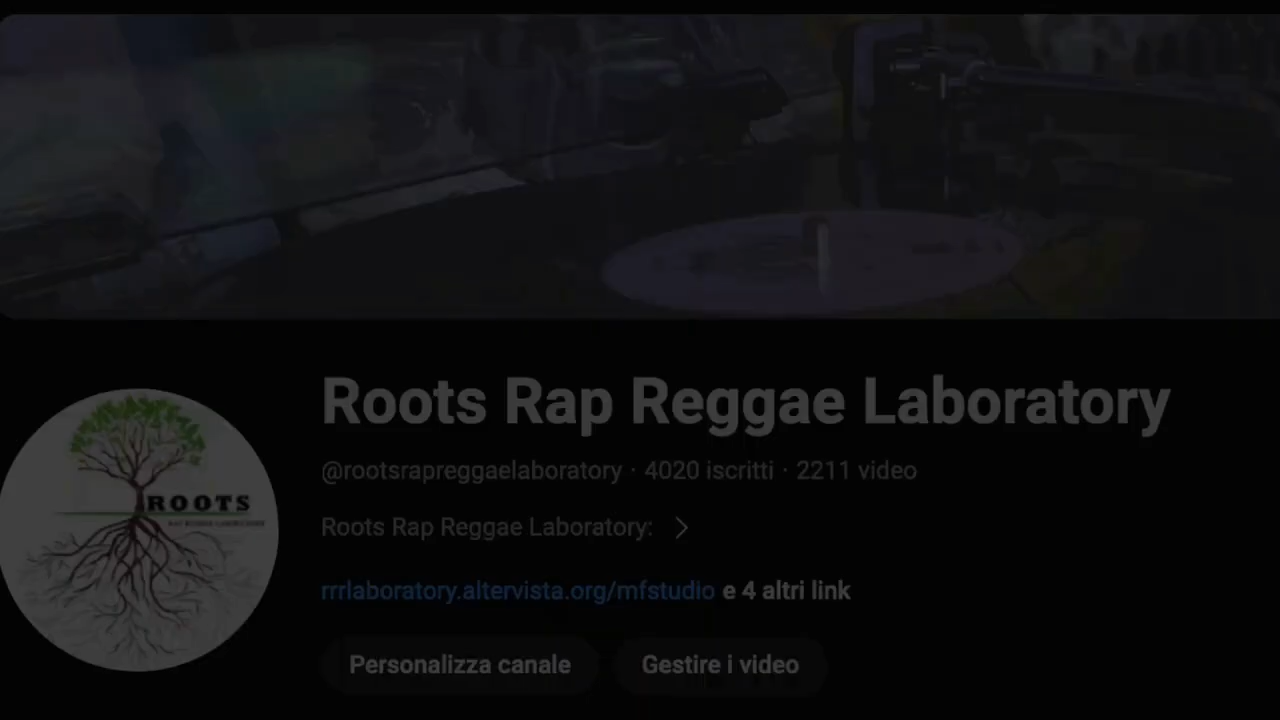 Roots Rap Reggae Laboratory
@rootsrapreggaelaboratory · 4020 iscritti · 2211 video
ROOTS
Roots Rap Reggae Laboratory:
rrrlaboratory.altervista.org/mfstudio e 4 altri link
Personalizza canale
Gestire i video